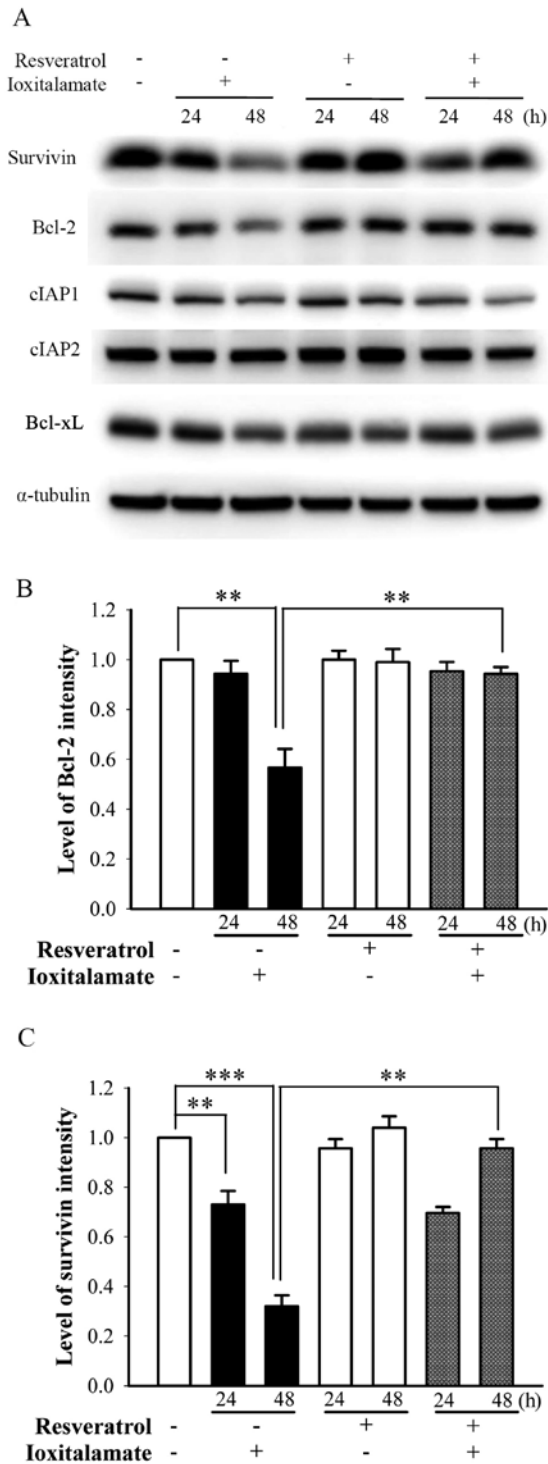 A
Resveratrol - - + +
Ioxitalamate - + - +
24 48 24 48 24 48 (h)
Survivin
Bcl-2
cIAP1
cIAP2
Bcl-xL
α-tubulin
B
** **
1.2
1.0
0.8
0.6
0.4
0.2
0.0
Level of Bcl-2 intensity
24 48 24 48 24 48 (h)
Resveratrol - - + +
Ioxitalamate - + - +
C
*** **
**
1.2
1.0
0.8
0.6
0.4
0.2
0.0
Level of survivin intensity
24 48 24 48 24 48 (h)
Resveratrol - - + +
Ioxitalamate - + - +